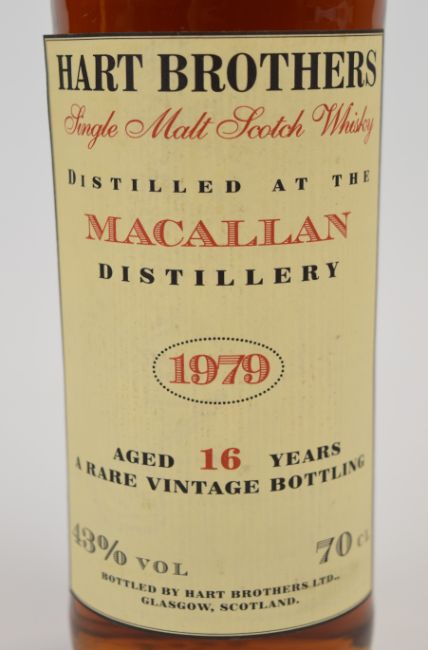 HART BROTHERS
Single Malt Scotch Whisky
DISTILLED AT THE
MACALLAN
DISTILLERY
1979
AGED 16 YEARS
A RARE VINTAGE BOTTLING
43% VOL 70 CL
BOTTLED BY HART BROTHERS LTD.,
GLASGOW, SCOTLAND.